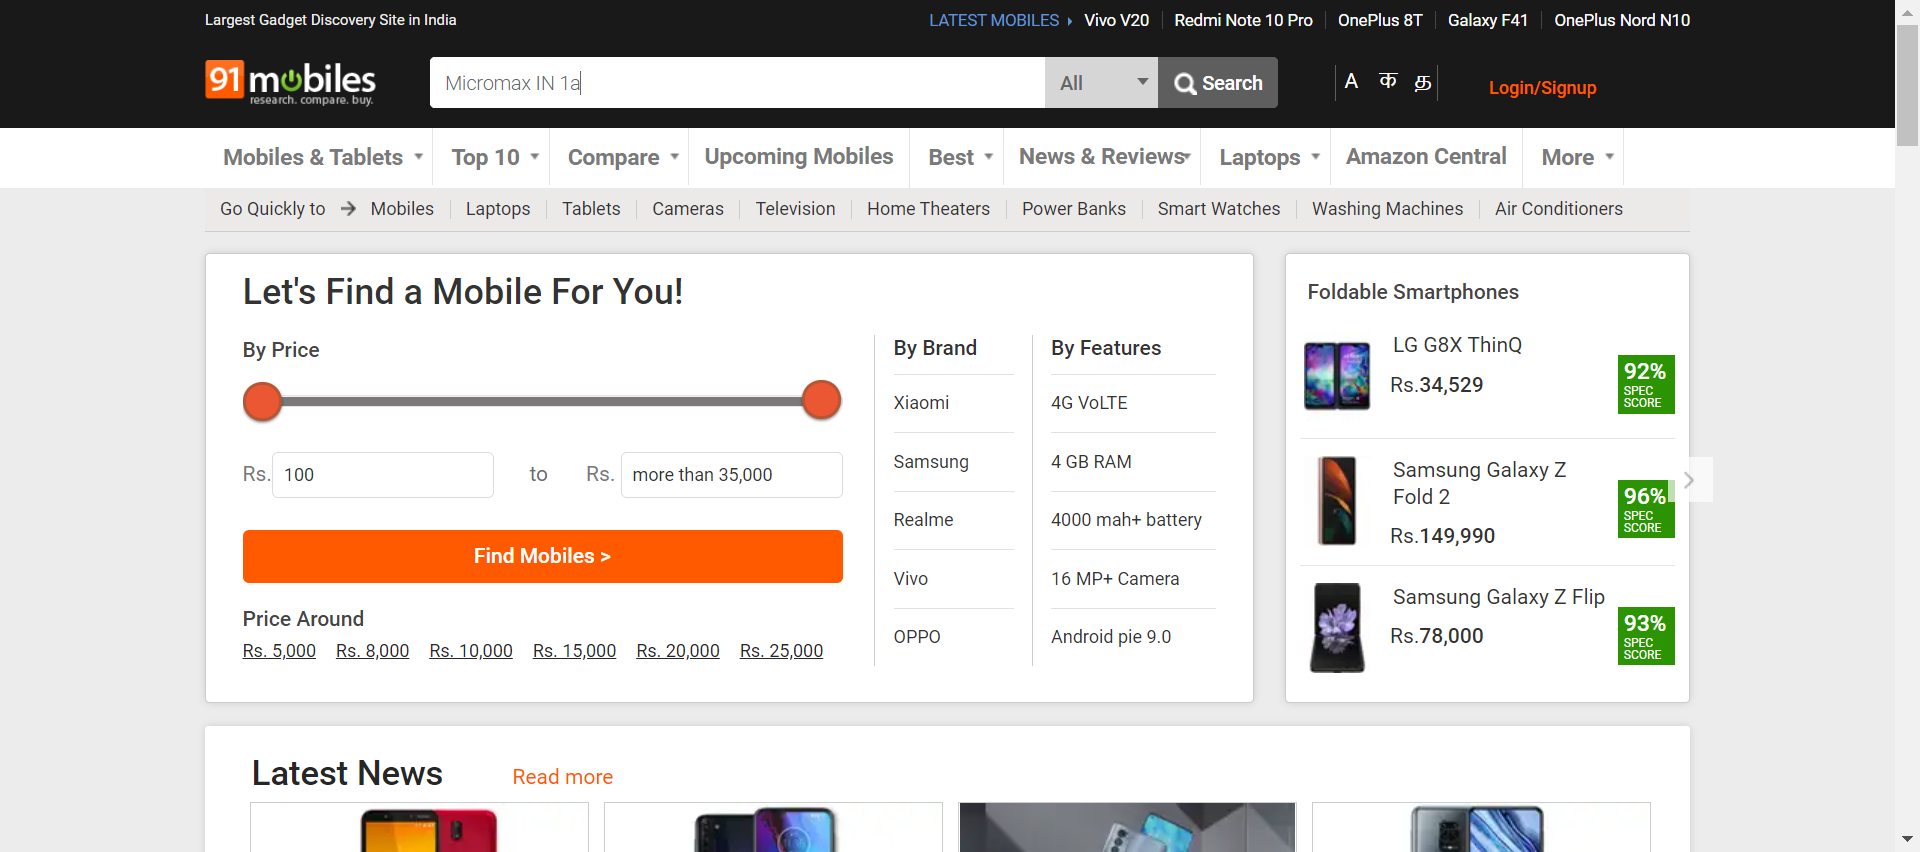 Largest Gadget Discovery Site in India
LATEST MOBILES Vivo V20 Redmi Note 10 Pro OnePlus 8T Galaxy F41 OnePlus Nord N10
91 mobiles
research. compare. buy.
Micromax IN 1a
All
Search
A क த
Login/Signup
Mobiles & Tablets Top 10 Compare Upcoming Mobiles Best News & Reviews Laptops Amazon Central More
Go Quickly to Mobiles Laptops Tablets Cameras Television Home Theaters Power Banks Smart Watches Washing Machines Air Conditioners
Let's Find a Mobile For You!
By Price
Rs. 100 to Rs. more than 35,000
Find Mobiles >
Price Around
Rs. 5,000 Rs. 8,000 Rs. 10,000 Rs. 15,000 Rs. 20,000 Rs. 25,000
By Brand
Xiaomi
Samsung
Realme
Vivo
OPPO
By Features
4G VoLTE
4 GB RAM
4000 mah+ battery
16 MP+ Camera
Android pie 9.0
Foldable Smartphones
LG G8X ThinQ
Rs.34,529
92%
SPEC
SCORE
Samsung Galaxy Z
Fold 2
Rs.149,990
96%
SPEC
SCORE
Samsung Galaxy Z Flip
Rs.78,000
93%
SPEC
SCORE
Latest News
Read more